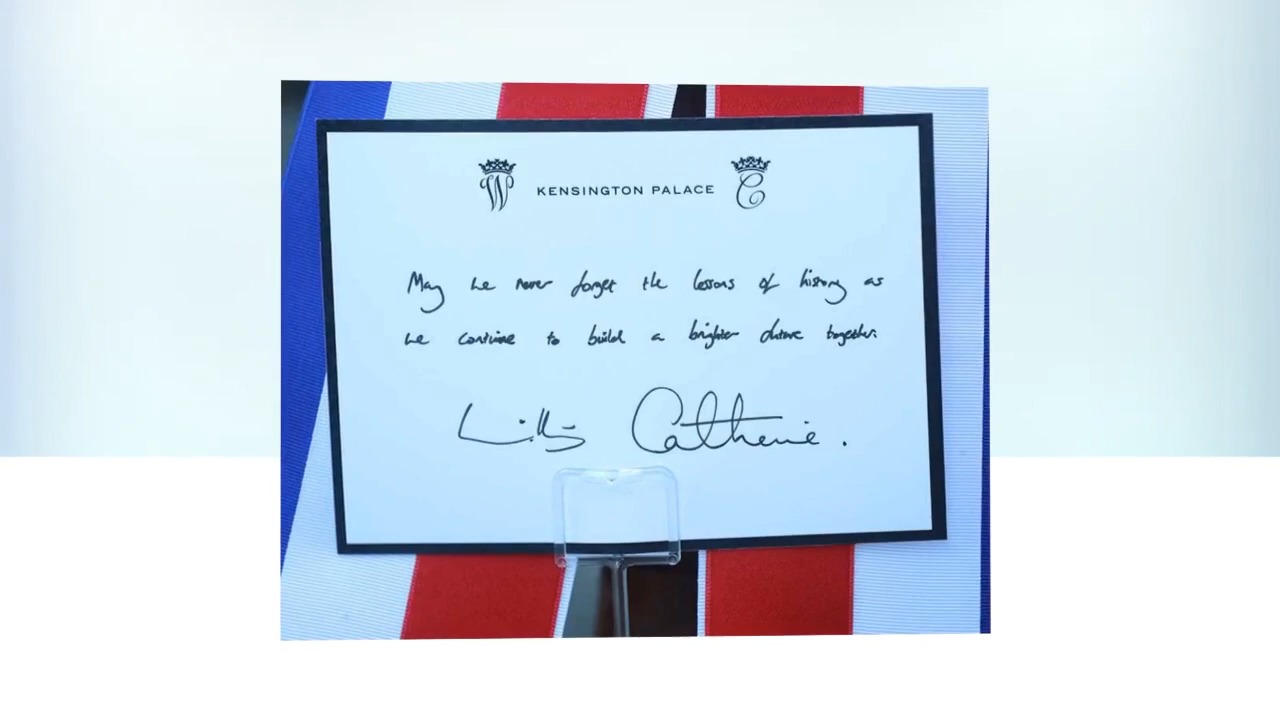 W KENSINGTON PALACE C
May we never forget the lessons of history as
we continue to build a brighter future together.
William Catherine.